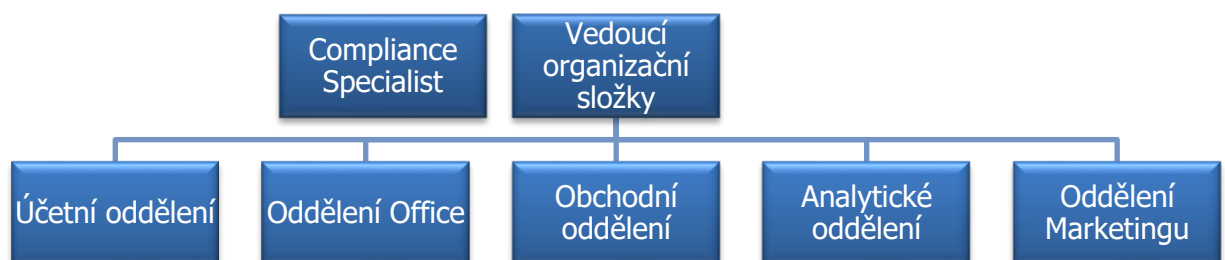 Compliance
Specialist
Vedoucí
organizační
složky
Účetní oddělení
Oddělení Office
Obchodní
oddělení
Analytické
oddělení
Oddělení
Marketingu